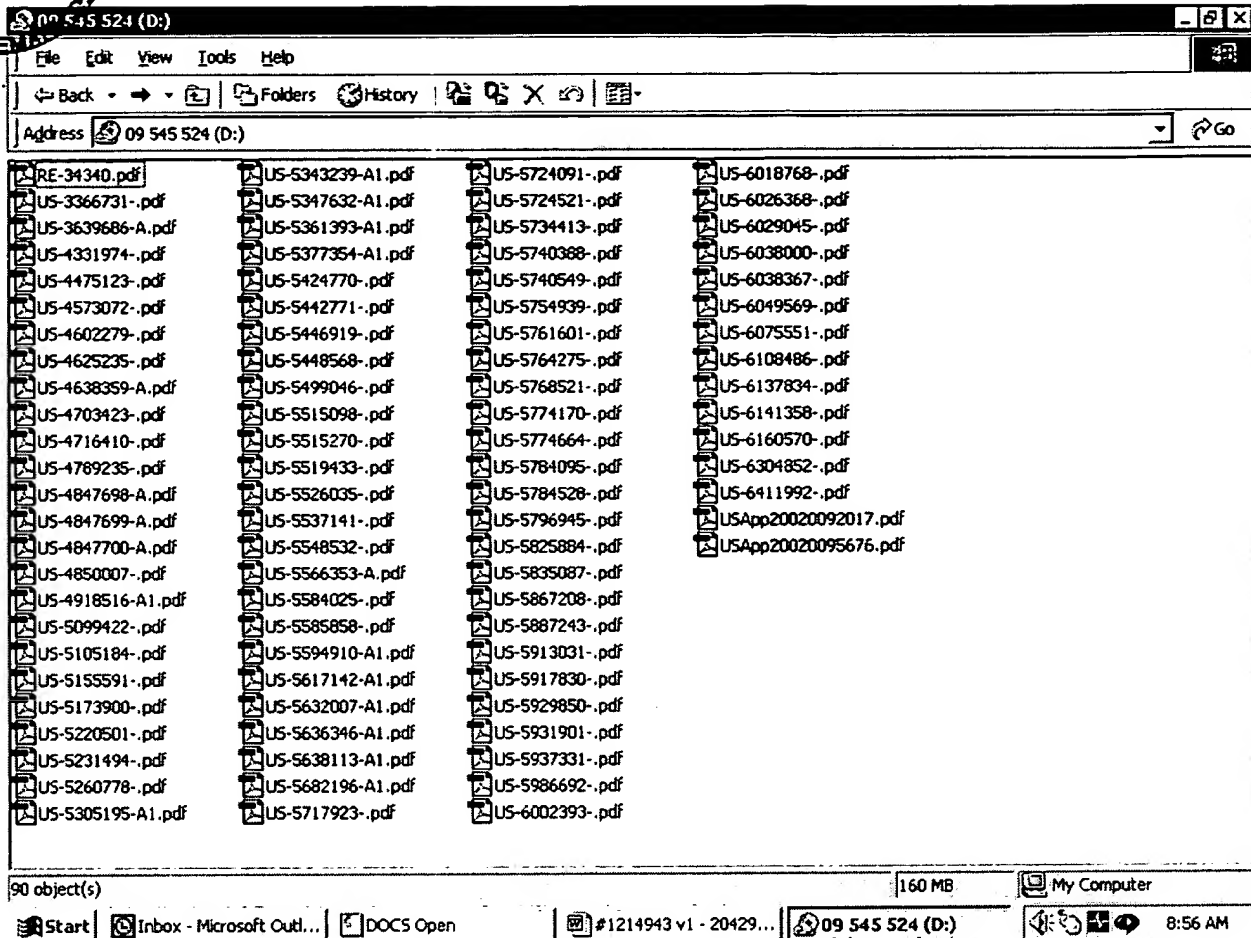 09 545 524 (D:)
File Edit View Tools Help
Back Folders History
Address 09 545 524 (D:) Go
RE-34340.pdf
US-3366731-.pdf
US-3639686-A.pdf
US-4331974-.pdf
US-4475123-.pdf
US-4573072-.pdf
US-4602279-.pdf
US-4625235-.pdf
US-4638359-A.pdf
US-4703423-.pdf
US-4716410-.pdf
US-4789235-.pdf
US-4847698-A.pdf
US-4847699-A.pdf
US-4847700-A.pdf
US-4850007-.pdf
US-4918516-A1.pdf
US-5099422-.pdf
US-5105184-.pdf
US-5155591-.pdf
US-5173900-.pdf
US-5220501-.pdf
US-5231494-.pdf
US-5260778-.pdf
US-5305195-A1.pdf
US-5343239-A1.pdf
US-5347632-A1.pdf
US-5361393-A1.pdf
US-5377354-A1.pdf
US-5424770-.pdf
US-5442771-.pdf
US-5446919-.pdf
US-5448568-.pdf
US-5499046-.pdf
US-5515098-.pdf
US-5515270-.pdf
US-5519433-.pdf
US-5526035-.pdf
US-5537141-.pdf
US-5548532-.pdf
US-5566353-A.pdf
US-5584025-.pdf
US-5585858-.pdf
US-5594910-A1.pdf
US-5617142-A1.pdf
US-5632007-A1.pdf
US-5636346-A1.pdf
US-5638113-A1.pdf
US-5682196-A1.pdf
US-5717923-.pdf
US-5724091-.pdf
US-5724521-.pdf
US-5734413-.pdf
US-5740388-.pdf
US-5740549-.pdf
US-5754939-.pdf
US-5761601-.pdf
US-5764275-.pdf
US-5768521-.pdf
US-5774170-.pdf
US-5774664-.pdf
US-5784095-.pdf
US-5784528-.pdf
US-5796945-.pdf
US-5825884-.pdf
US-5835087-.pdf
US-5867208-.pdf
US-5887243-.pdf
US-5913031-.pdf
US-5917830-.pdf
US-5929850-.pdf
US-5931901-.pdf
US-5937331-.pdf
US-5986692-.pdf
US-6002393-.pdf
US-6018768-.pdf
US-6026368-.pdf
US-6029045-.pdf
US-6038000-.pdf
US-6038367-.pdf
US-6049569-.pdf
US-6075551-.pdf
US-6108486-.pdf
US-6137834-.pdf
US-6141358-.pdf
US-6160570-.pdf
US-6304852-.pdf
US-6411992-.pdf
USApp20020092017.pdf
USApp20020095676.pdf
90 object(s) 160 MB My Computer
Start Inbox - Microsoft Outl... DOCS Open #1214943 v1 - 20429... 09 545 524 (D:) 8:56 AM